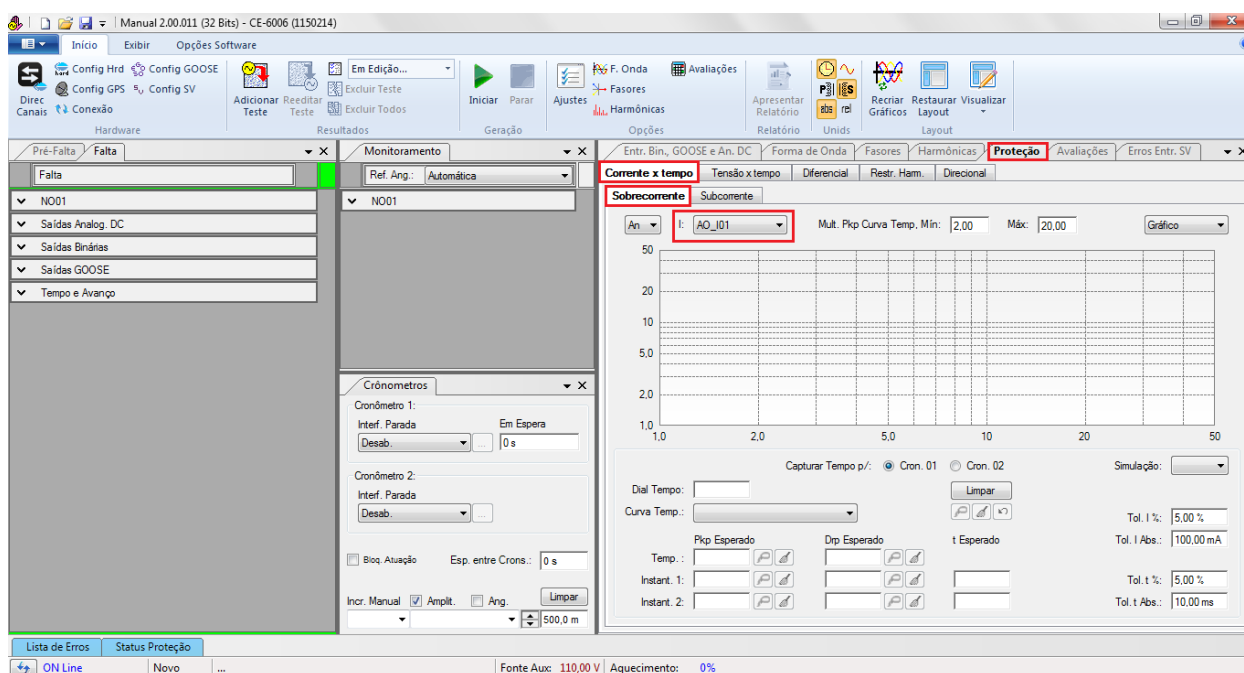 Manual 2.00.011 (32 Bits) - CE-6006 (1150214)
Início Exibir Opções Software
Direc Canais
Config Hrd
Config GPS
Conexão
Config GOOSE
Config SV
Hardware
Adicionar Teste
Reeditar Teste
Em Edição...
Excluir Teste
Excluir Todos
Resultados
Iniciar
Parar
Geração
Ajustes
F. Onda
Fasores
Harmônicas
Avaliações
Opções
Apresentar Relatório
Relatório
abs rel
Unids
Recriar Gráficos
Restaurar Layout
Visualizar
Layout
Pré-Falta Falta
Falta
NO01
Saídas Analog. DC
Saídas Binárias
Saídas GOOSE
Tempo e Avanço
Monitoramento
Ref. Ang.: Automática
NO01
Crônometros
Cronômetro 1:
Interf. Parada Em Espera
Desab. ... 0 s
Cronômetro 2:
Interf. Parada
Desab. ...
Bloq. Atuação Esp. entre Crons.: 0 s
Incr. Manual Amplit. Ang. Limpar
500,0 m
Entr. Bin., GOOSE e An. DC Forma de Onda Fasores Harmônicas Proteção Avaliações Erros Entr. SV
Corrente x tempo Tensão x tempo Diferencial Restr. Harm. Direcional
Sobrecorrente Subcorrente
An I: AO_I01 Mult. Pkp Curva Temp, Mín: 2,00 Máx: 20,00 Gráfico
50
20
10
5,0
2,0
1,0
1,0 2,0 5,0 10 20 50
Capturar Tempo p/: Cron. 01 Cron. 02 Simulação:
Dial Tempo: Limpar
Curva Temp.: Tol. I %: 5,00 %
Pkp Esperado Drp Esperado t Esperado Tol. I Abs.: 100,00 mA
Temp. :
Instant. 1: Tol. t %: 5,00 %
Instant. 2: Tol. t Abs.: 10,00 ms
Lista de Erros Status Proteção
ON Line Novo ... Fonte Aux: 110,00 V Aquecimento: 0%